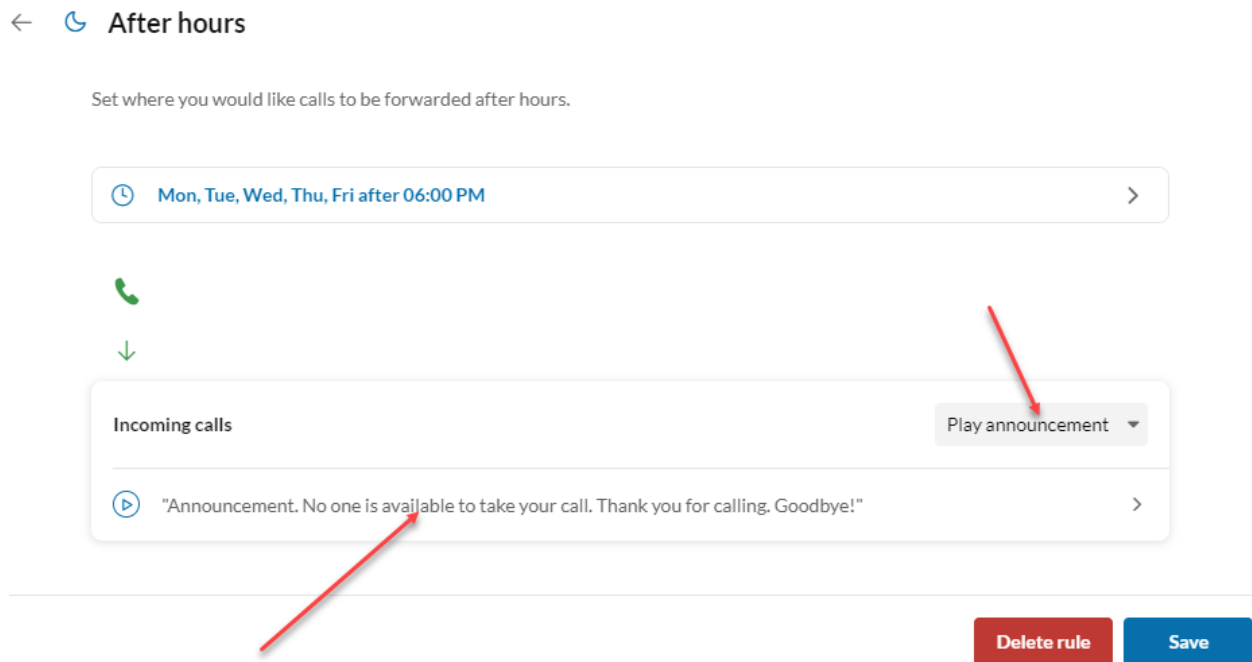 After hours
Set where you would like calls to be forwarded after hours.
Mon, Tue, Wed, Thu, Fri after 06:00 PM
Incoming calls
Play announcement
"Announcement. No one is available to take your call. Thank you for calling. Goodbye!"
Delete rule
Save